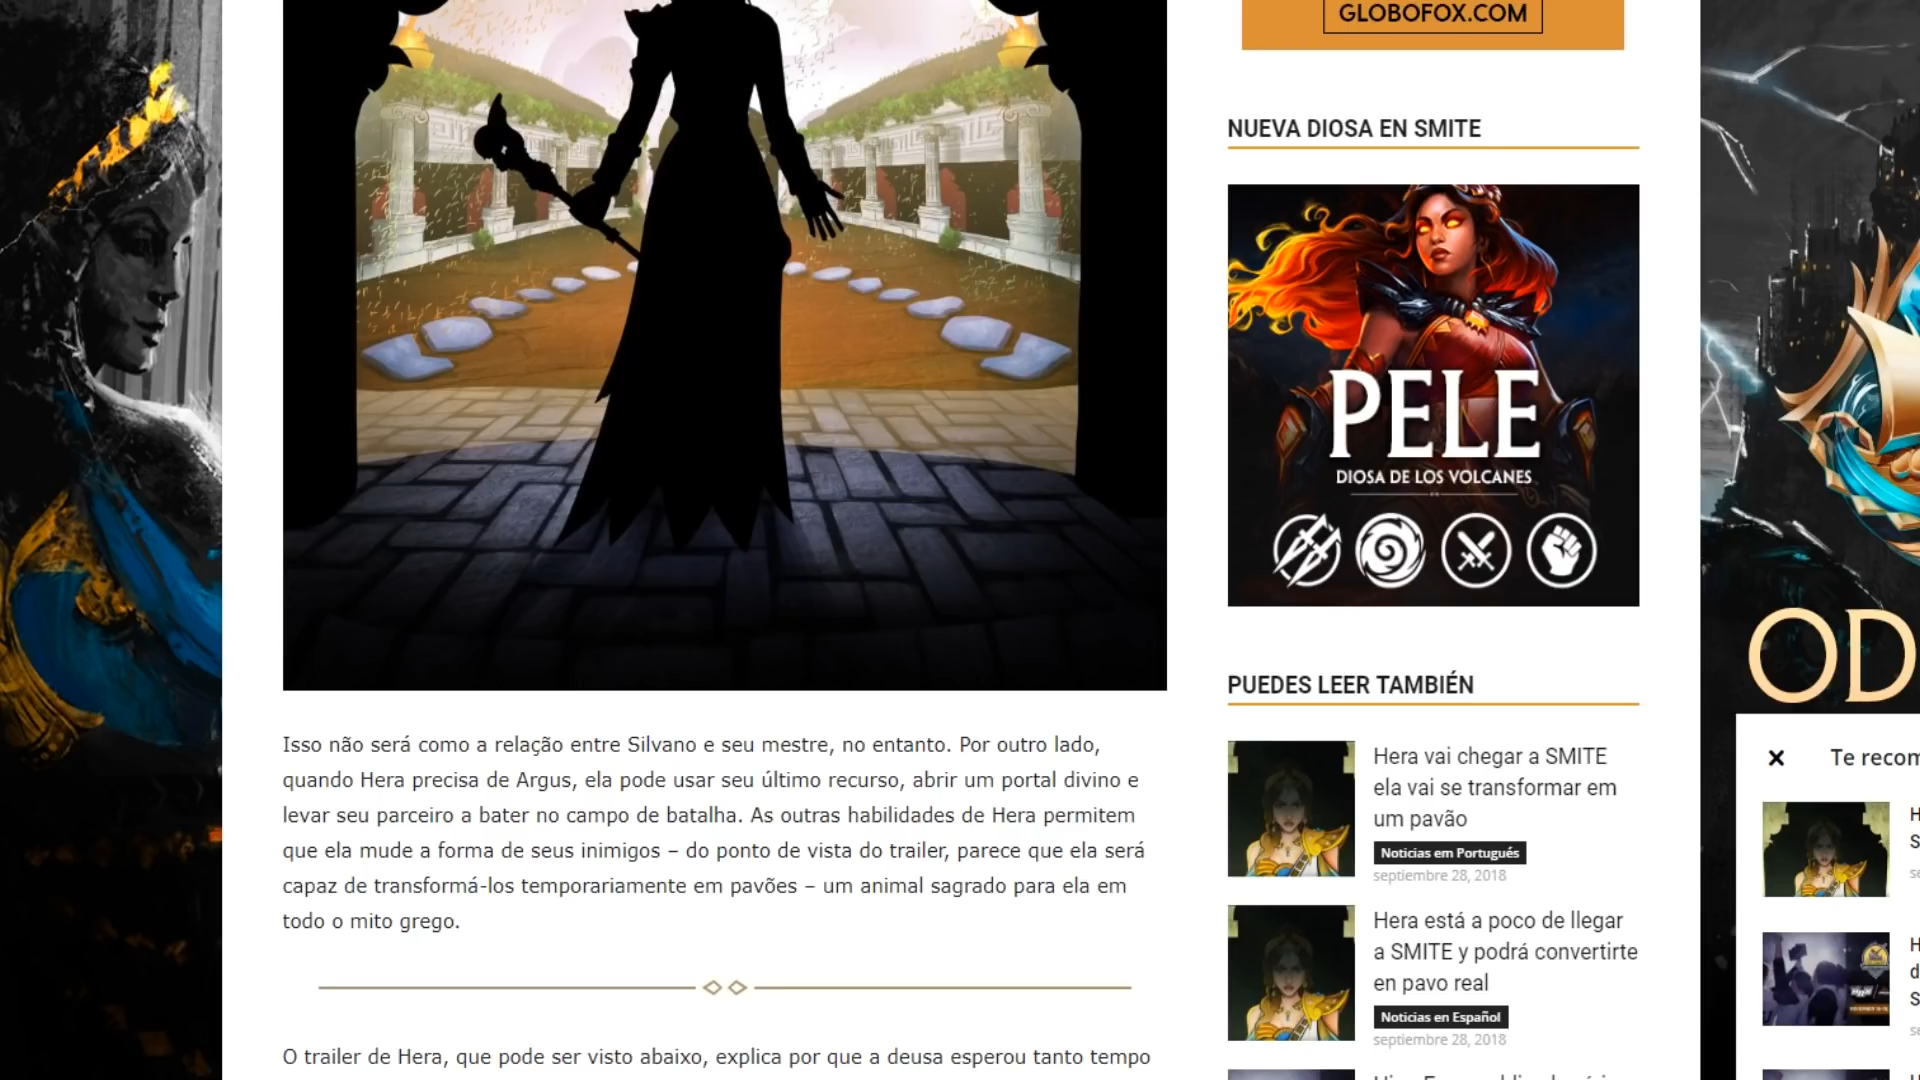 GLOBOFOX.COM
NUEVA DIOSA EN SMITE
PELE
DIOSA DE LOS VOLCANES
Isso não será como a relação entre Silvano e seu mestre, no entanto. Por outro lado,
quando Hera precisa de Argus, ela pode usar seu último recurso, abrir um portal divino e
levar seu parceiro a bater no campo de batalha. As outras habilidades de Hera permitem
que ela mude a forma de seus inimigos – do ponto de vista do trailer, parece que ela será
capaz de transformá-los temporariamente em pavões – um animal sagrado para ela em
todo o mito grego.
O trailer de Hera, que pode ser visto abaixo, explica por que a deusa esperou tanto tempo
PUEDES LEER TAMBIÉN
Hera vai chegar a SMITE
ela vai se transformar em
um pavão
Noticias em Portugués
septiembre 28, 2018
Hera está a poco de llegar
a SMITE y podrá convertirte
en pavo real
Noticias en Español
septiembre 28, 2018
OD
× Te recom
H
S
se
H
d
S
se